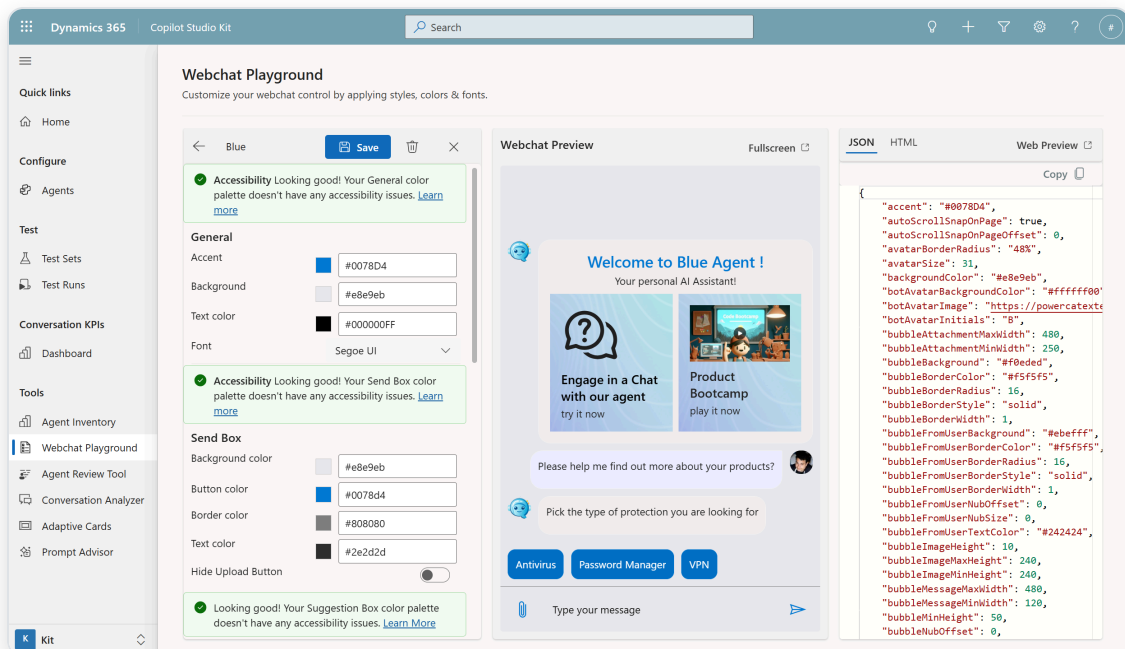 Dynamics 365
Copilot Studio Kit
Search
#
Quick links
Home
Configure
Agents
Test
Test Sets
Test Runs
Conversation KPIs
Dashboard
Tools
Agent Inventory
Webchat Playground
Agent Review Tool
Conversation Analyzer
Adaptive Cards
Prompt Advisor
K
Kit
Webchat Playground
Customize your webchat control by applying styles, colors & fonts.
Blue
Save
Accessibility Looking good! Your General color
palette doesn't have any accessibility issues. Learn
more
General
Accent
#0078D4
Background
#e8e9eb
Text color
#000000FF
Font
Segoe UI
Accessibility Looking good! Your Send Box color
palette doesn't have any accessibility issues. Learn
more
Send Box
Background color
#e8e9eb
Button color
#0078d4
Border color
#808080
Text color
#2e2d2d
Hide Upload Button
Looking good! Your Suggestion Box color palette
doesn't have any accessibility issues. Learn More
Webchat Preview
Fullscreen
Welcome to Blue Agent !
Your personal AI Assistant!
Engage in a Chat
with our agent
try it now
Product
Bootcamp
play it now
Please help me find out more about your products?
Pick the type of protection you are looking for
Antivirus
Password Manager
VPN
Type your message
JSON
HTML
Web Preview
Copy
{
"accent": "#0078D4",
"autoScrollSnapOnPage": true,
"autoScrollSnapOnPageOffset": 0,
"avatarBorderRadius": "48%",
"avatarSize": 31,
"backgroundColor": "#e8e9eb",
"botAvatarBackgroundColor": "#ffffff00"
"botAvatarImage": "https://powercatexte
"botAvatarInitials": "B",
"bubbleAttachmentMaxWidth": 480,
"bubbleAttachmentMinWidth": 250,
"bubbleBackground": "#f0eded",
"bubbleBorderColor": "#f5f5f5",
"bubbleBorderRadius": 16,
"bubbleBorderStyle": "solid",
"bubbleBorderWidth": 1,
"bubbleFromUserBackground": "#ebefff",
"bubbleFromUserBorderColor": "#f5f5f5",
"bubbleFromUserBorderRadius": 16,
"bubbleFromUserBorderStyle": "solid",
"bubbleFromUserBorderWidth": 1,
"bubbleFromUserNubOffset": 0,
"bubbleFromUserNubSize": 0,
"bubbleFromUserTextColor": "#242424",
"bubbleImageHeight": 10,
"bubbleImageMaxHeight": 240,
"bubbleImageMinHeight": 240,
"bubbleMessageMaxWidth": 480,
"bubbleMessageMinWidth": 120,
"bubbleMinHeight": 50,
"bubbleNubOffset": 0,